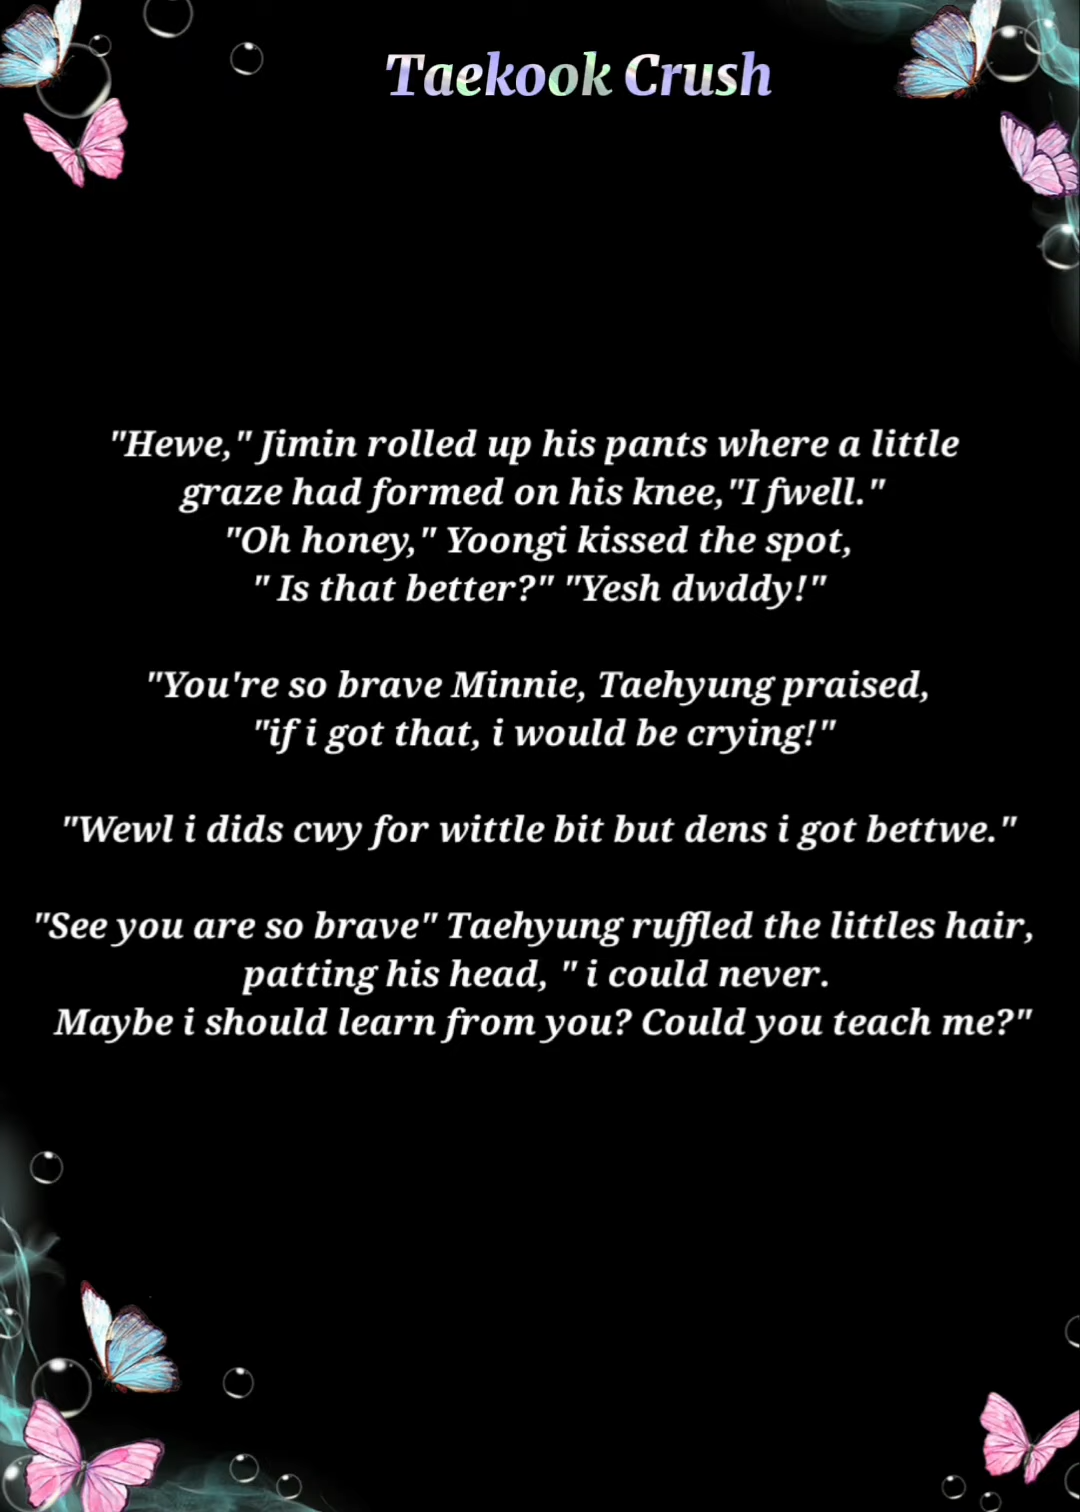 Taekook Crush
"Hewe," Jimin rolled up his pants where a little
graze had formed on his knee,"I fwell."
"Oh honey," Yoongi kissed the spot,
" Is that better?" "Yesh dwddy!"
"You're so brave Minnie, Taehyung praised,
"if i got that, i would be crying!"
"Wewl i dids cwy for wittle bit but dens i got bettwe."
"See you are so brave" Taehyung ruffled the littles hair,
patting his head, " i could never.
Maybe i should learn from you? Could you teach me?"